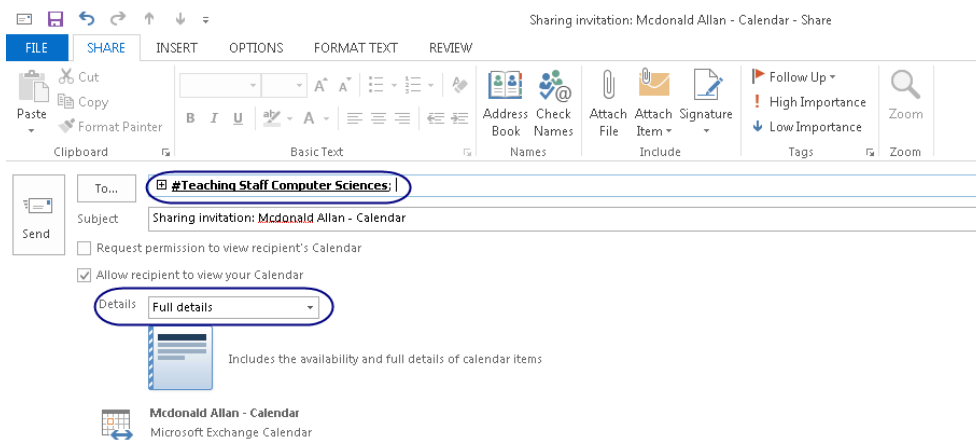 Sharing invitation: Mcdonald Allan - Calendar - Share
FILE SHARE INSERT OPTIONS FORMAT TEXT REVIEW
Paste
Cut
Copy
Format Painter
Clipboard
B I U A
Basic Text
Address Book
Check Names
Names
Attach File
Attach Item
Signature
Include
Follow Up
High Importance
Low Importance
Tags
Zoom
Zoom
Send
To...
#Teaching Staff Computer Sciences;
Subject
Sharing invitation: Mcdonald Allan - Calendar
Request permission to view recipient's Calendar
Allow recipient to view your Calendar
Details
Full details
Includes the availability and full details of calendar items
Mcdonald Allan - Calendar
Microsoft Exchange Calendar